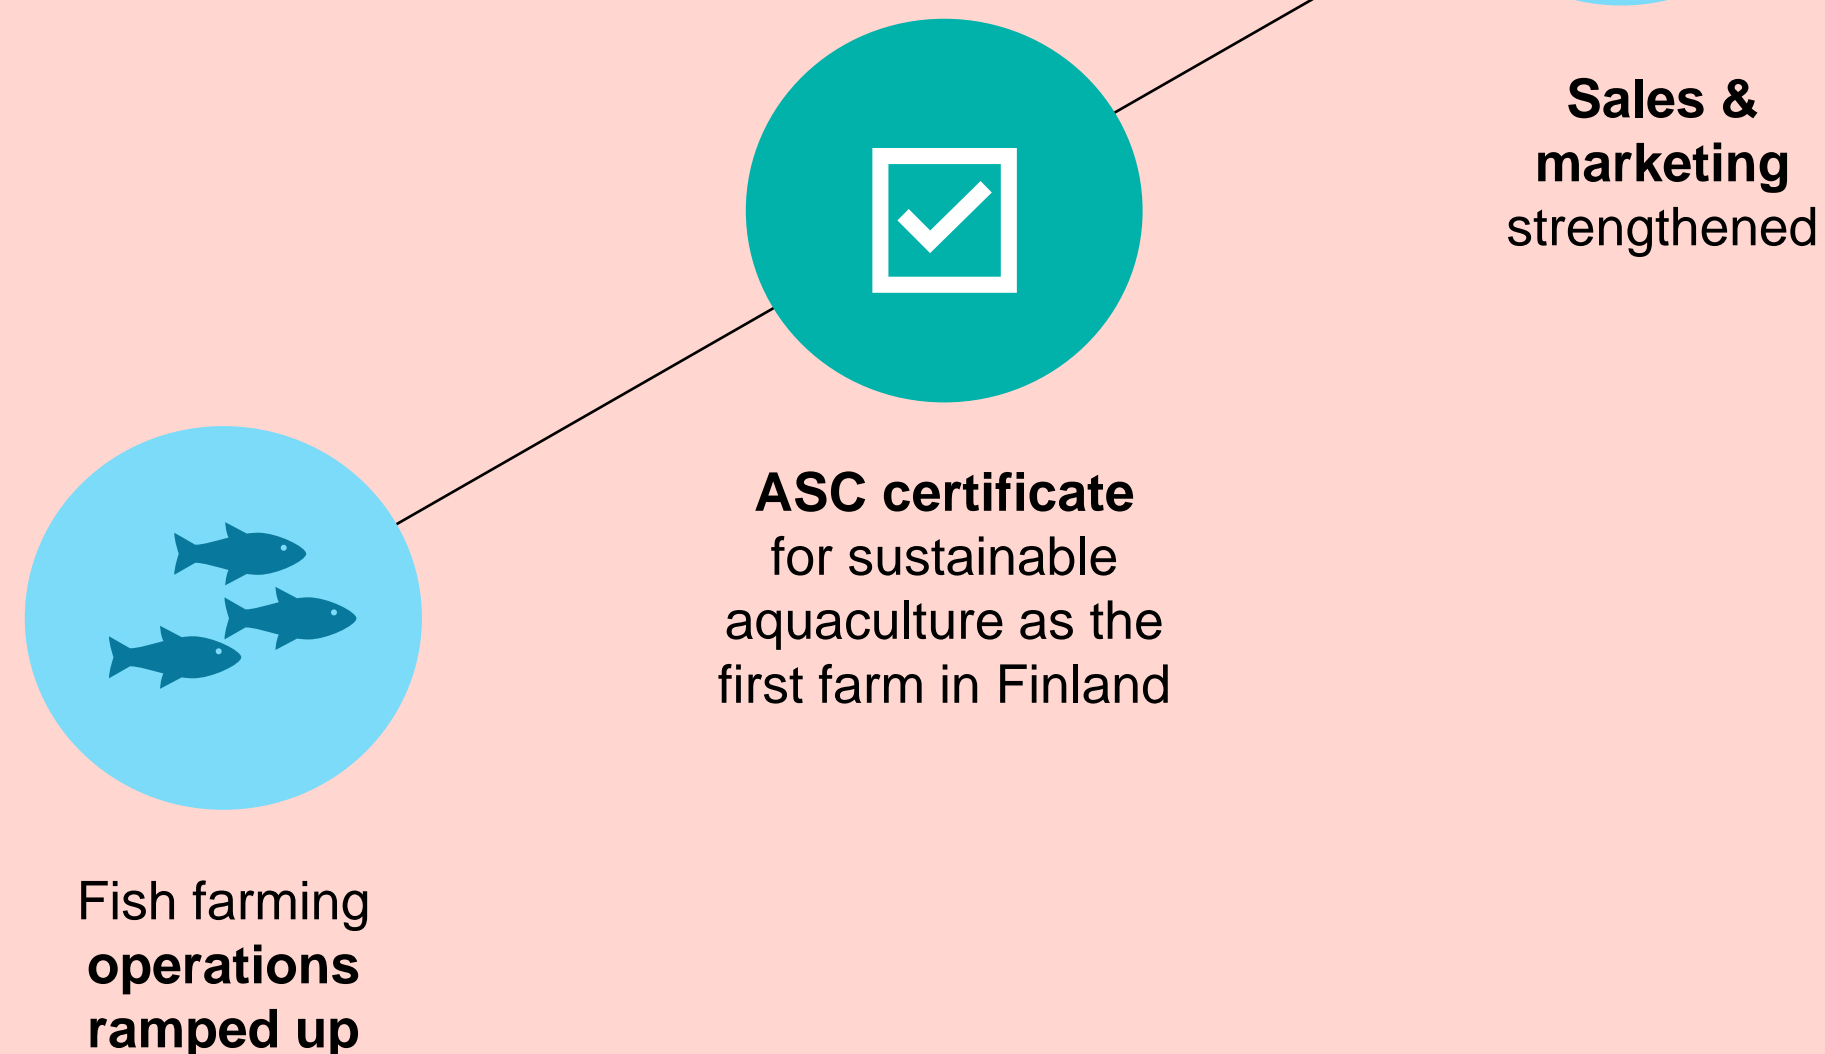 Sales &
marketing
strengthened
ASC certificate
for sustainable
aquaculture as the
first farm in Finland
Fish farming
operations
ramped up